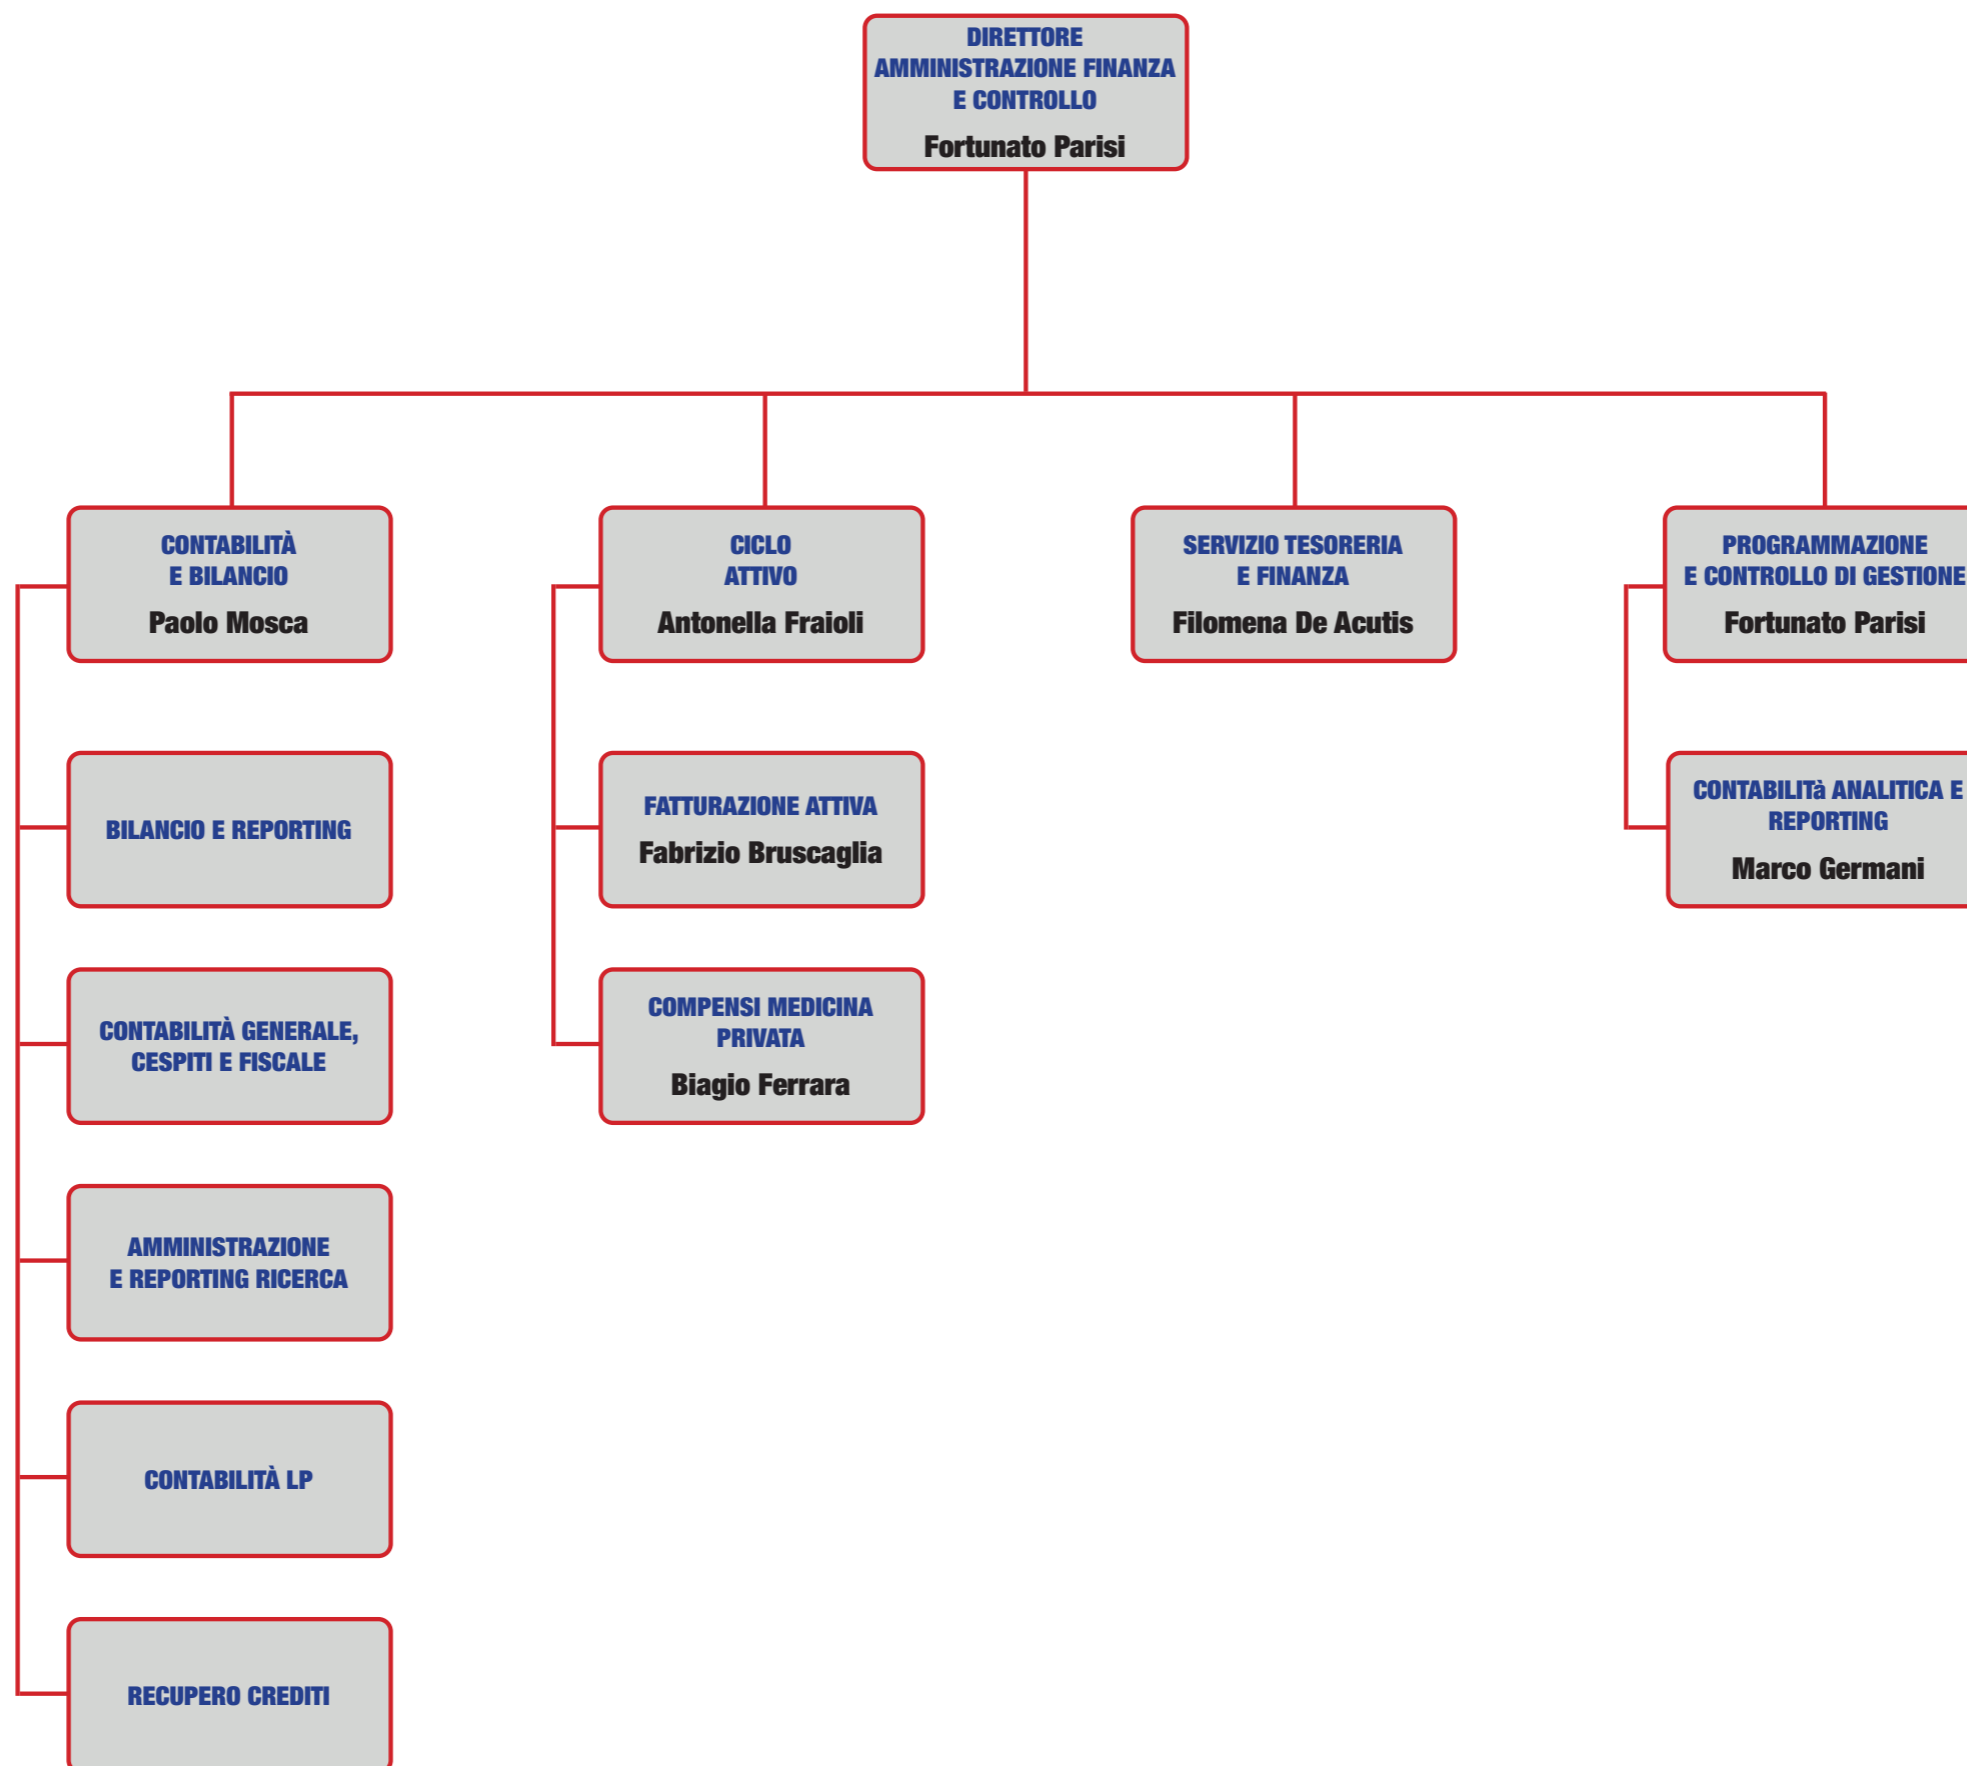 DIRETTORE
AMMINISTRAZIONE FINANZA
E CONTROLLO
Fortunato Parisi
CONTABILITÀ
E BILANCIO
Paolo Mosca
CICLO
ATTIVO
Antonella Fraioli
SERVIZIO TESORERIA
E FINANZA
Filomena De Acutis
PROGRAMMAZIONE
E CONTROLLO DI GESTIONE
Fortunato Parisi
BILANCIO E REPORTING
FATTURAZIONE ATTIVA
Fabrizio Bruscaglia
CONTABILITà ANALITICA E
REPORTING
Marco Germani
CONTABILITÀ GENERALE,
CESPITI E FISCALE
COMPENSI MEDICINA
PRIVATA
Biagio Ferrara
AMMINISTRAZIONE
E REPORTING RICERCA
CONTABILITÀ LP
RECUPERO CREDITI